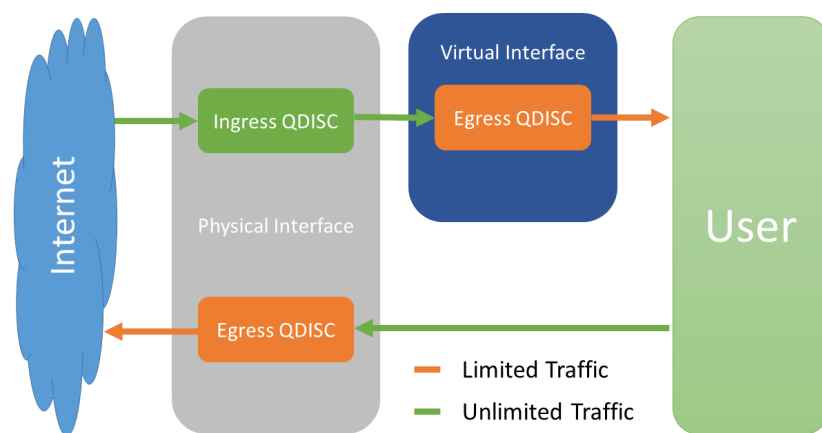 Internet
Virtual Interface
Ingress QDISC
Egress QDISC
Physical Interface
User
Egress QDISC
Limited Traffic
Unlimited Traffic